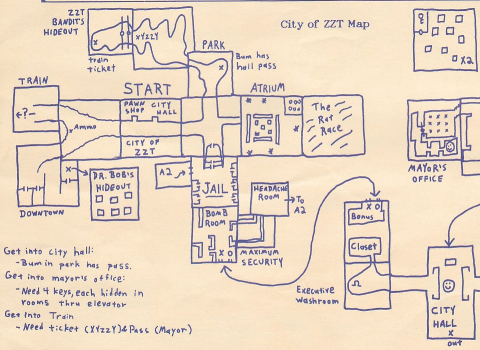 City of ZZT Map
ZZT
BANDIT'S
HIDEOUT
x
XYzzy
train
ticket
PARK
x
Bum has
hall pass
TRAIN
←?–
START
ATRIUM
PAWN
SHOP
CITY
HALL
Ammo
CITY OF
ZZT
The
Rat
Race
X2
MAYOR'S
OFFICE
X
DR. BOB'S
HIDEOUT
DOWNTOWN
A2
JAIL
HEADACHE
ROOM
→To
A2
BOMB
ROOM
X O
MAXIMUM
SECURITY
X O
Bonus
Closet
Ω
Executive
washroom
CITY
HALL
X
out
Get into city hall:
-Bum in park has pass.
Get into mayor's office:
-Need 4 keys, each hidden in
rooms thru elevator
Get into Train
- Need ticket (XYzzy) & Pass (Mayor)